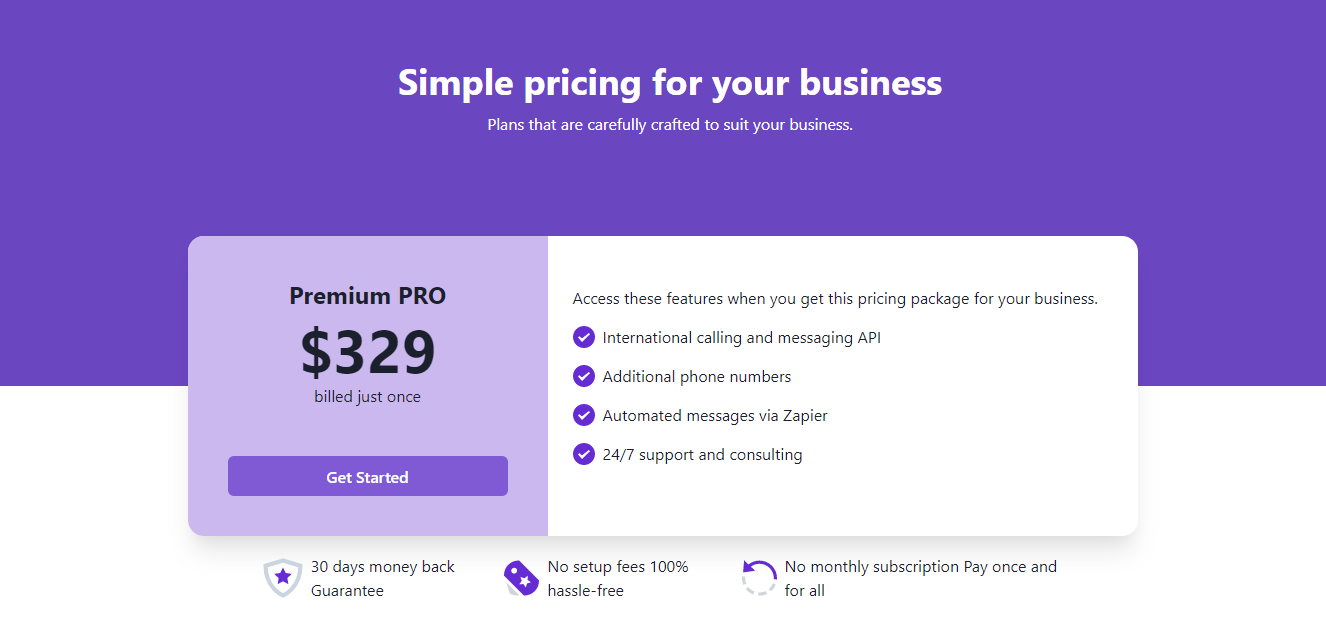 Simple pricing for your business
Plans that are carefully crafted to suit your business.
Premium PRO
$329
billed just once
Get Started
Access these features when you get this pricing package for your business.
International calling and messaging API
Additional phone numbers
Automated messages via Zapier
24/7 support and consulting
30 days money back
Guarantee
No setup fees 100%
hassle-free
No monthly subscription Pay once and
for all